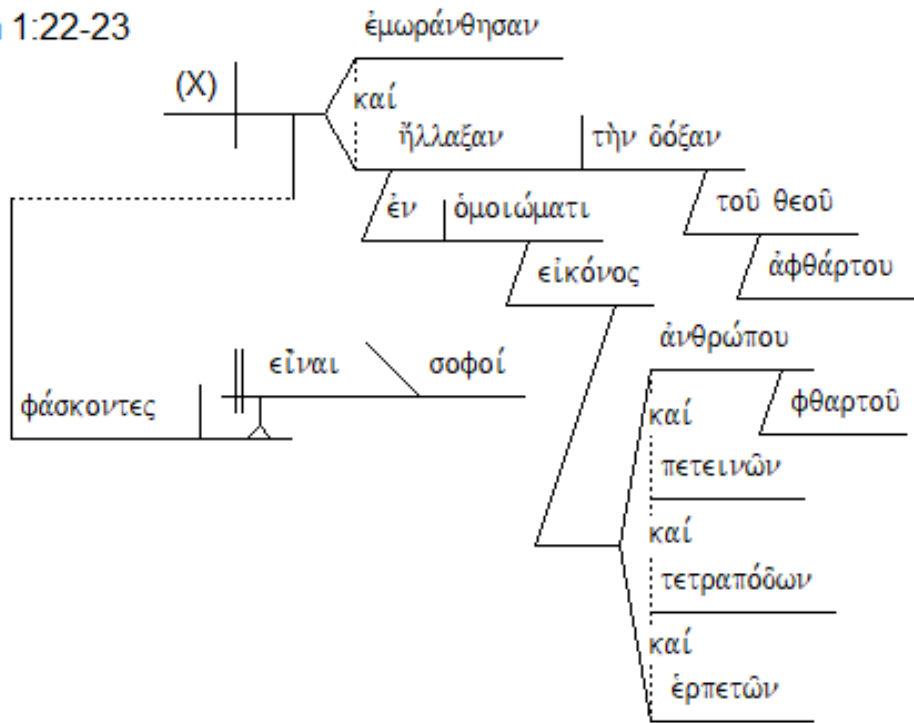 1:22-23
ἐμωράνθησαν
(X)
καί
ἤλλαξαν τὴν δόξαν
ἐν ὁμοιώματι τοῦ θεοῦ
εἰκόνος ἀφθάρτου
ἀνθρώπου
εἶναι σοφοί
φάσκοντες καί φθαρτοῦ
πετεινῶν
καί
τετραπόδων
καί
ἑρπετῶν